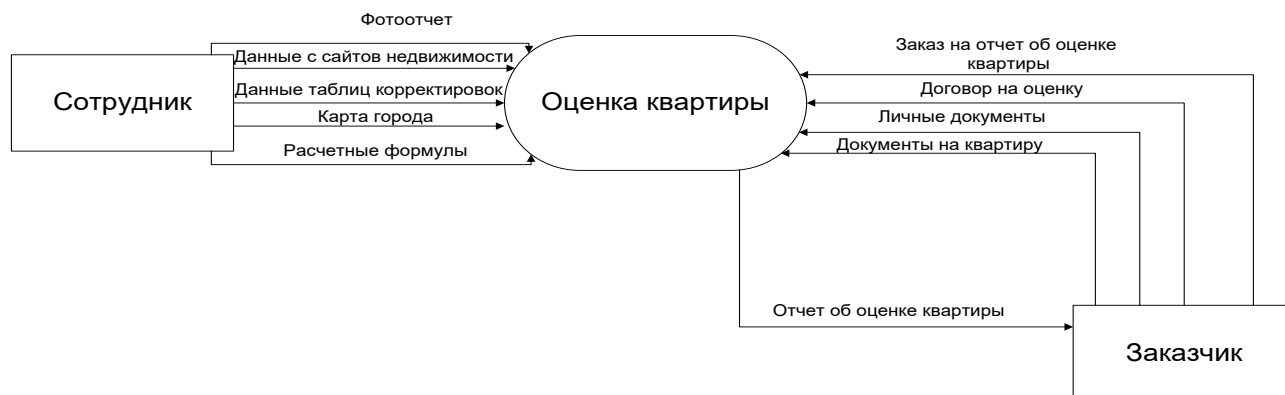 Фотоотчет
Данные с сайтов недвижимости
Сотрудник
Данные таблиц корректировок
Карта города
Расчетные формулы
Оценка квартиры
Заказ на отчет об оценке
квартиры
Договор на оценку
Личные документы
Документы на квартиру
Отчет об оценке квартиры
Заказчик